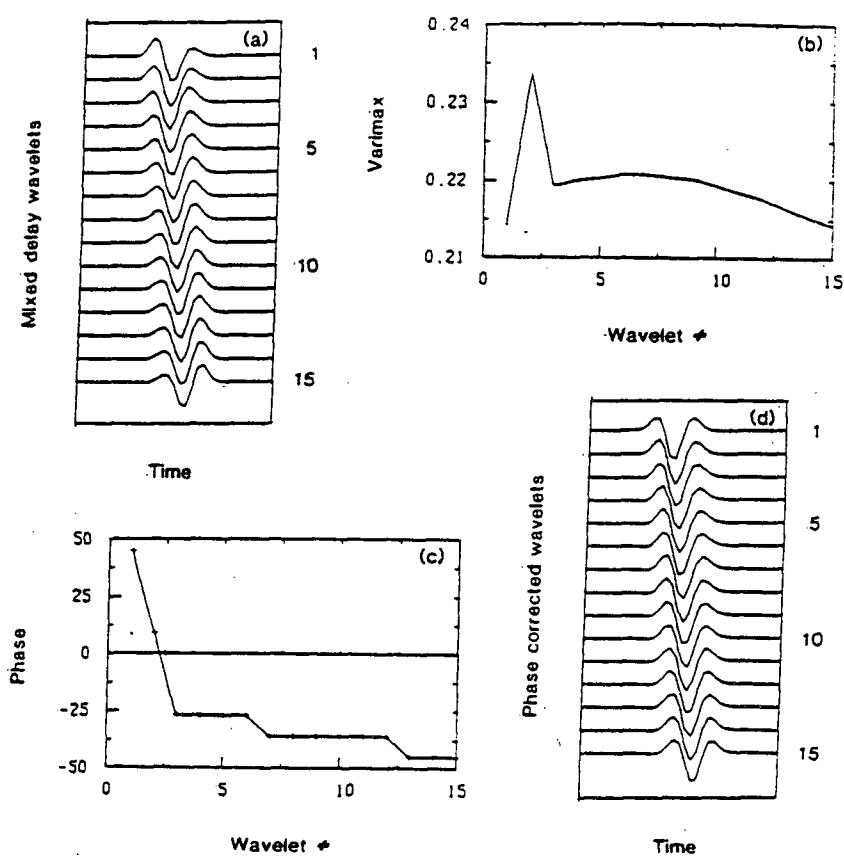 (a)
1
5
10
15
Mixed delay wavelets
Time
(b)
0.24
0.23
0.22
0.21
0
5
10
15
Varimax
Wavelet #
(c)
50
25
0
-25
-50
0
5
10
15
Phase
Wavelet #
(d)
1
5
10
15
Phase corrected wavelets
Time